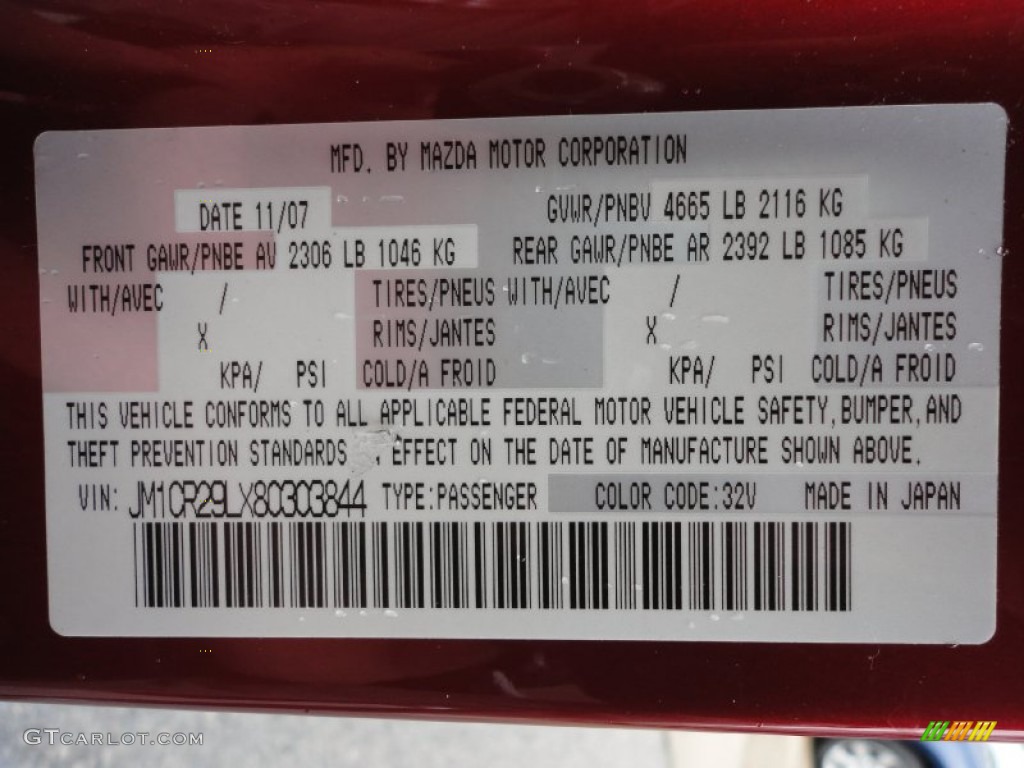 MFD. BY MAZDA MOTOR CORPORATION
DATE 11/07 GVWR/PNBV 4665 LB 2116 KG
FRONT GAWR/PNBE AV 2306 LB 1046 KG REAR GAWR/PNBE AR 2392 LB 1085 KG
WITH/AVEC / TIRES/PNEUS WITH/AVEC / TIRES/PNEUS
X RIMS/JANTES X RIMS/JANTES
KPA/ PSI COLD/A FROID KPA/ PSI COLD/A FROID
THIS VEHICLE CONFORMS TO ALL APPLICABLE FEDERAL MOTOR VEHICLE SAFETY, BUMPER, AND
THEFT PREVENTION STANDARDS , EFFECT ON THE DATE OF MANUFACTURE SHOWN ABOVE.
VIN: JM1CR29LX80303844 TYPE:PASSENGER COLOR CODE:32V MADE IN JAPAN
GTCARLOT.COM